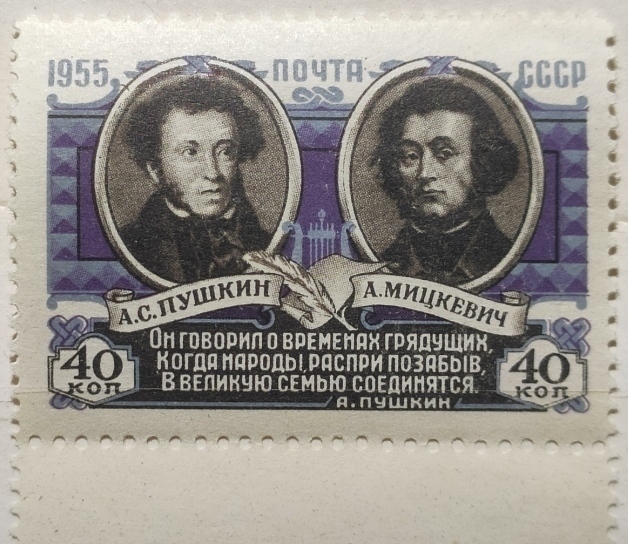 1955
ПОЧТА
СССР
А.С.ПУШКИН
А.МИЦКЕВИЧ
ОН ГОВОРИЛ О ВРЕМЕНАХ ГРЯДУЩИХ,
КОГДА НАРОДЫ, РАСПРИ ПОЗАБЫВ,
В ВЕЛИКУЮ СЕМЬЮ СОЕДИНЯТСЯ.
А.ПУШКИН
40
КОП
40
КОП